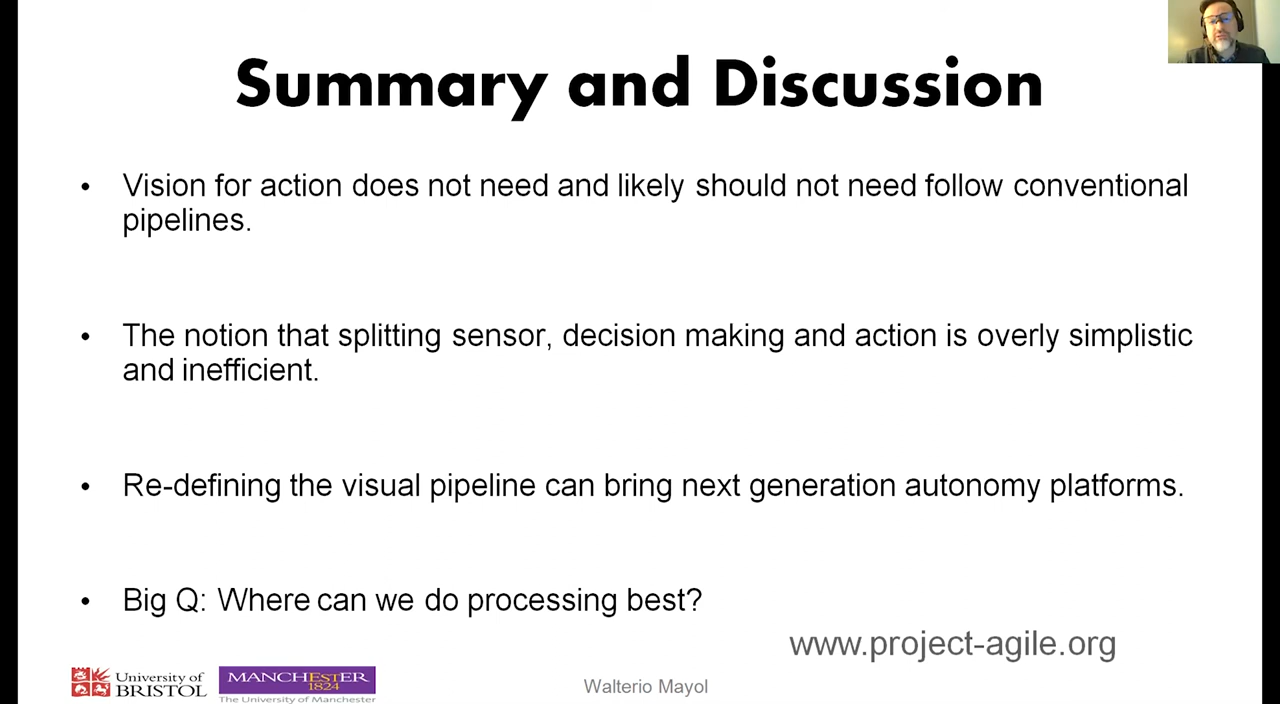 Summary and Discussion
• Vision for action does not need and likely should not need follow conventional
pipelines.
• The notion that splitting sensor, decision making and action is overly simplistic
and inefficient.
• Re-defining the visual pipeline can bring next generation autonomy platforms.
• Big Q: Where can we do processing best?
www.project-agile.org
University of
BRISTOL
MANCHESTER
1824
The University of Manchester
Walterio Mayol